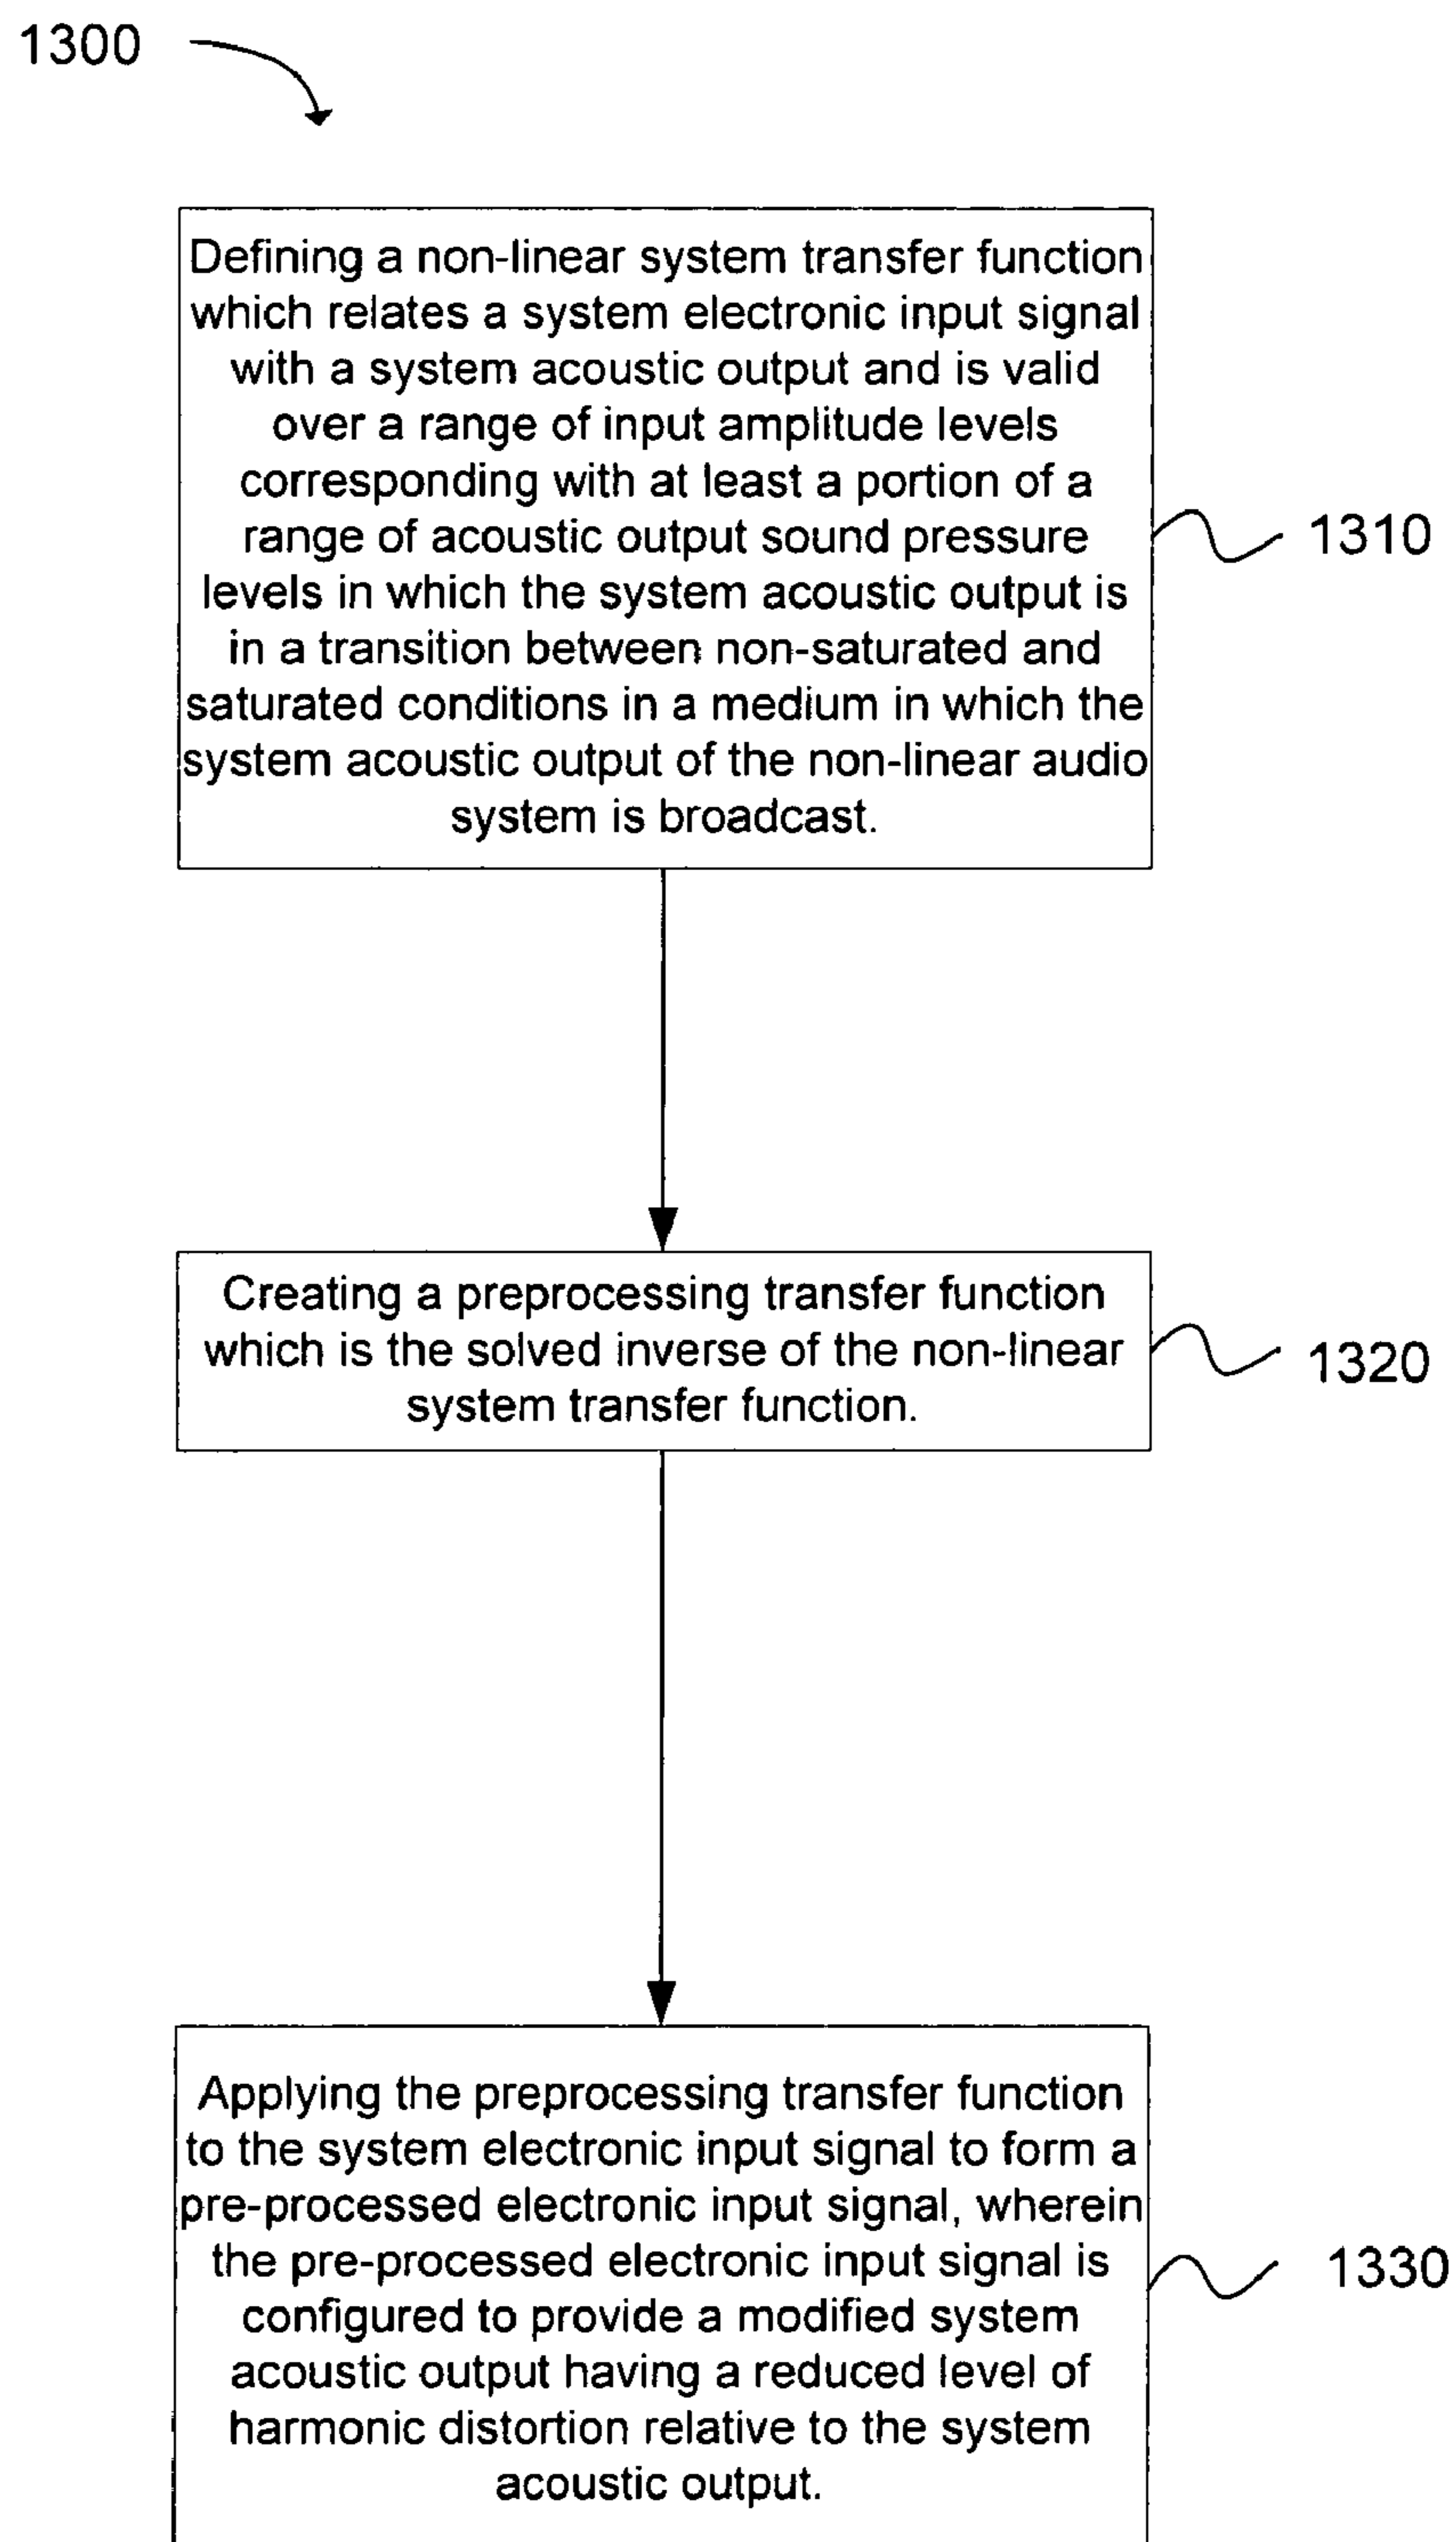 1300
Defining a non-linear system transfer function
which relates a system electronic input signal
with a system acoustic output and is valid
over a range of input amplitude levels
corresponding with at least a portion of a
range of acoustic output sound pressure
levels in which the system acoustic output is
in a transition between non-saturated and
saturated conditions in a medium in which the
system acoustic output of the non-linear audio
system is broadcast.
1310
Creating a preprocessing transfer function
which is the solved inverse of the non-linear
system transfer function.
1320
Applying the preprocessing transfer function
to the system electronic input signal to form a
pre-processed electronic input signal, wherein
the pre-processed electronic input signal is
configured to provide a modified system
acoustic output having a reduced level of
harmonic distortion relative to the system
acoustic output.
1330